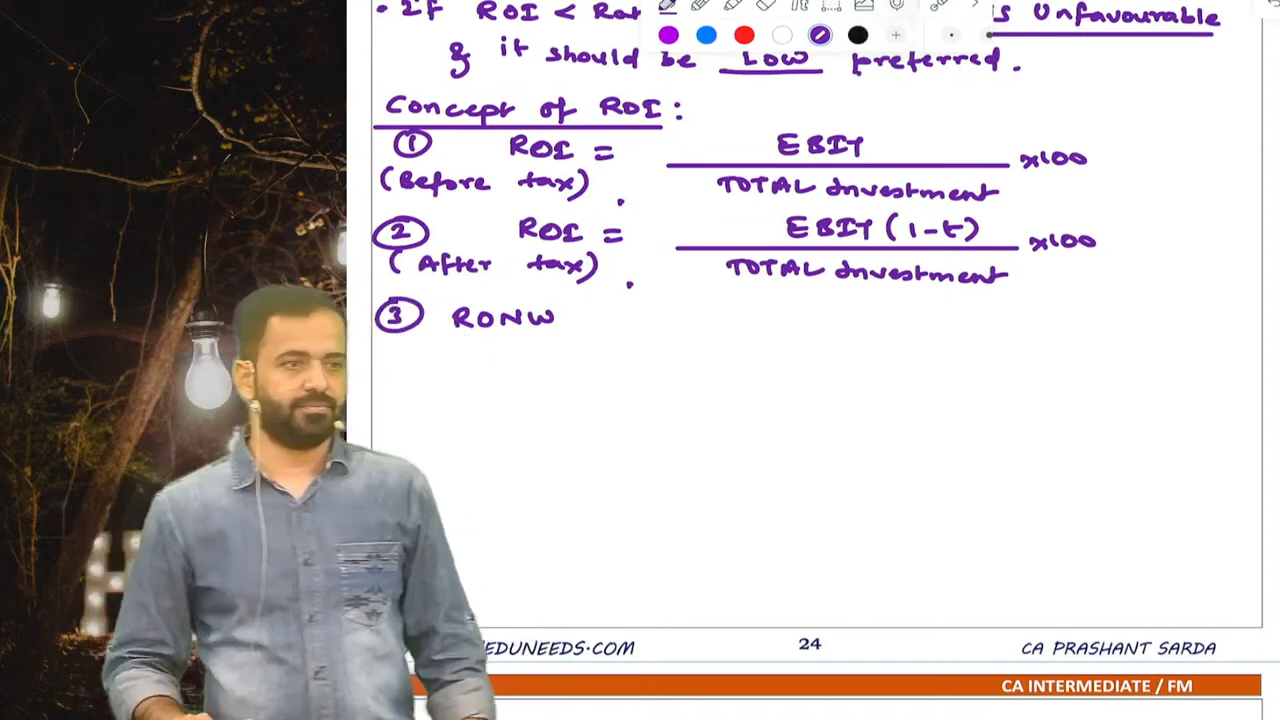 • If ROI < Rat
s Unfavourable
& it should be Low preferred.
Concept of ROI :
① ROI = EBIT ×100
(Before tax) . TOTAL Investment
② ROI = EBIT (1-t) ×100
(After tax) . TOTAL Investment
③ RONW
EDUNEEDS.COM 24 CA PRASHANT SARDA
CA INTERMEDIATE / FM